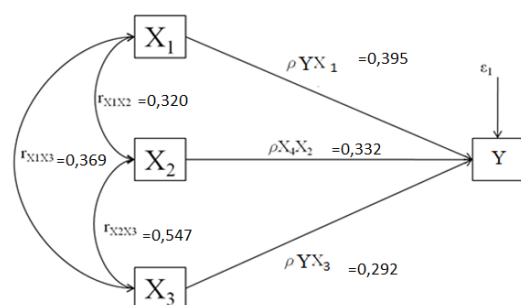 X1
ρYX1 =0,395
ε1
rX1X2
=0,320
rX1X3 =0,369
X2
ρX4X2 =0,332
Y
rX2X3 =0,547
ρYX3 =0,292
X3